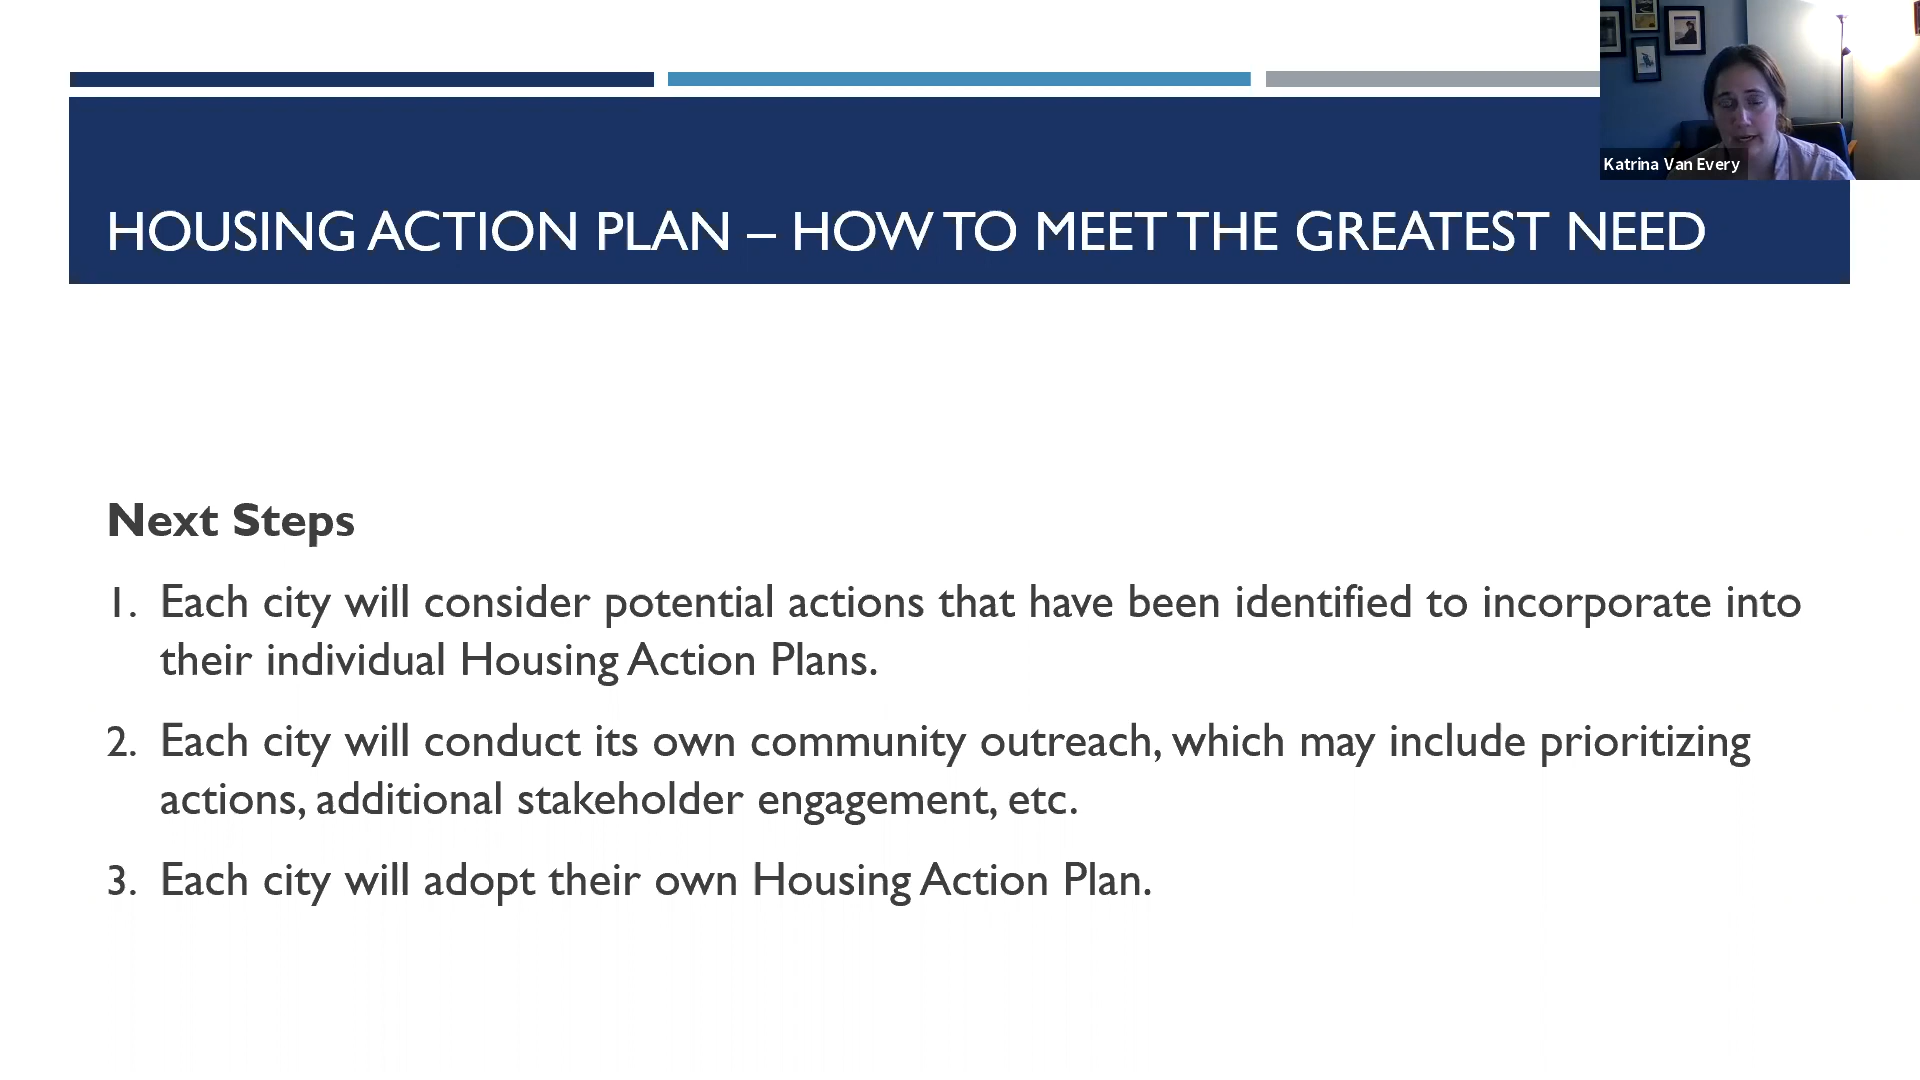 Katrina Van Every
HOUSING ACTION PLAN – HOW TO MEET THE GREATEST NEED
Next Steps
1. Each city will consider potential actions that have been identified to incorporate into
their individual Housing Action Plans.
2. Each city will conduct its own community outreach, which may include prioritizing
actions, additional stakeholder engagement, etc.
3. Each city will adopt their own Housing Action Plan.